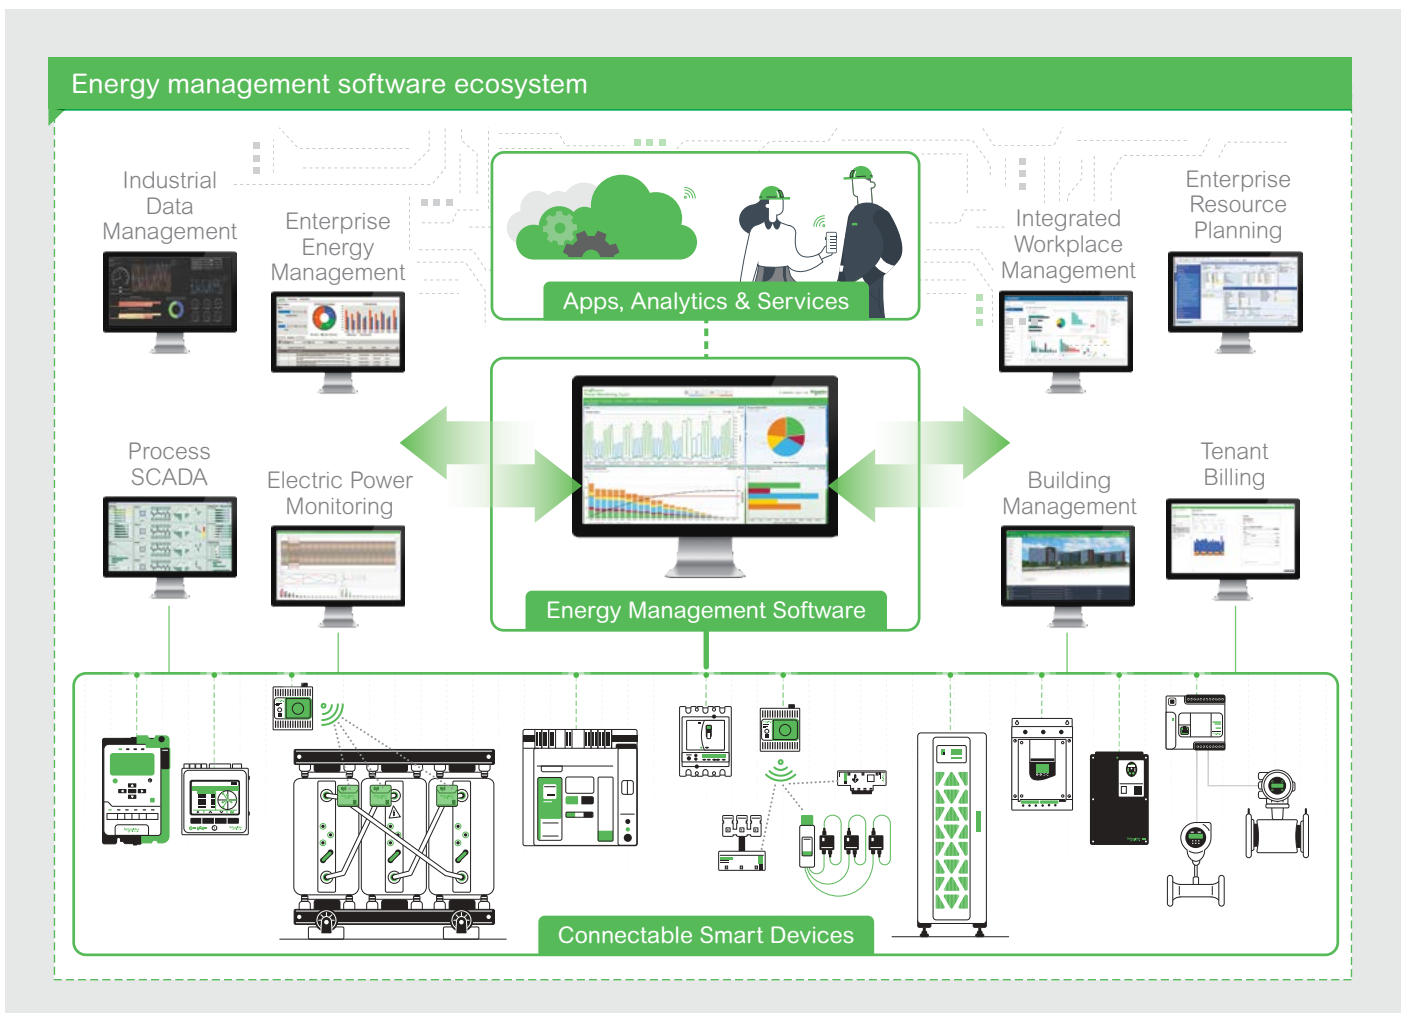 Energy management software ecosystem
Industrial
Data
Management
Enterprise
Energy
Management
Apps, Analytics & Services
Integrated
Workplace
Management
Enterprise
Resource
Planning
Process
SCADA
Electric Power
Monitoring
Energy Management Software
Building
Management
Tenant
Billing
Connectable Smart Devices